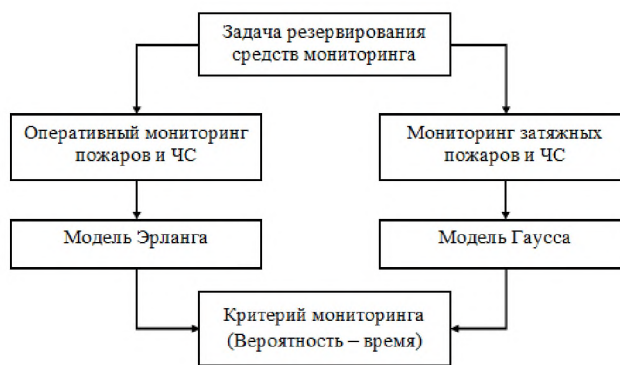 Задача резервирования
средств мониторинга
Оперативный мониторинг
пожаров и ЧС
Мониторинг затяжных
пожаров и ЧС
Модель Эрланга
Модель Гаусса
Критерий мониторинга
(Вероятность – время)